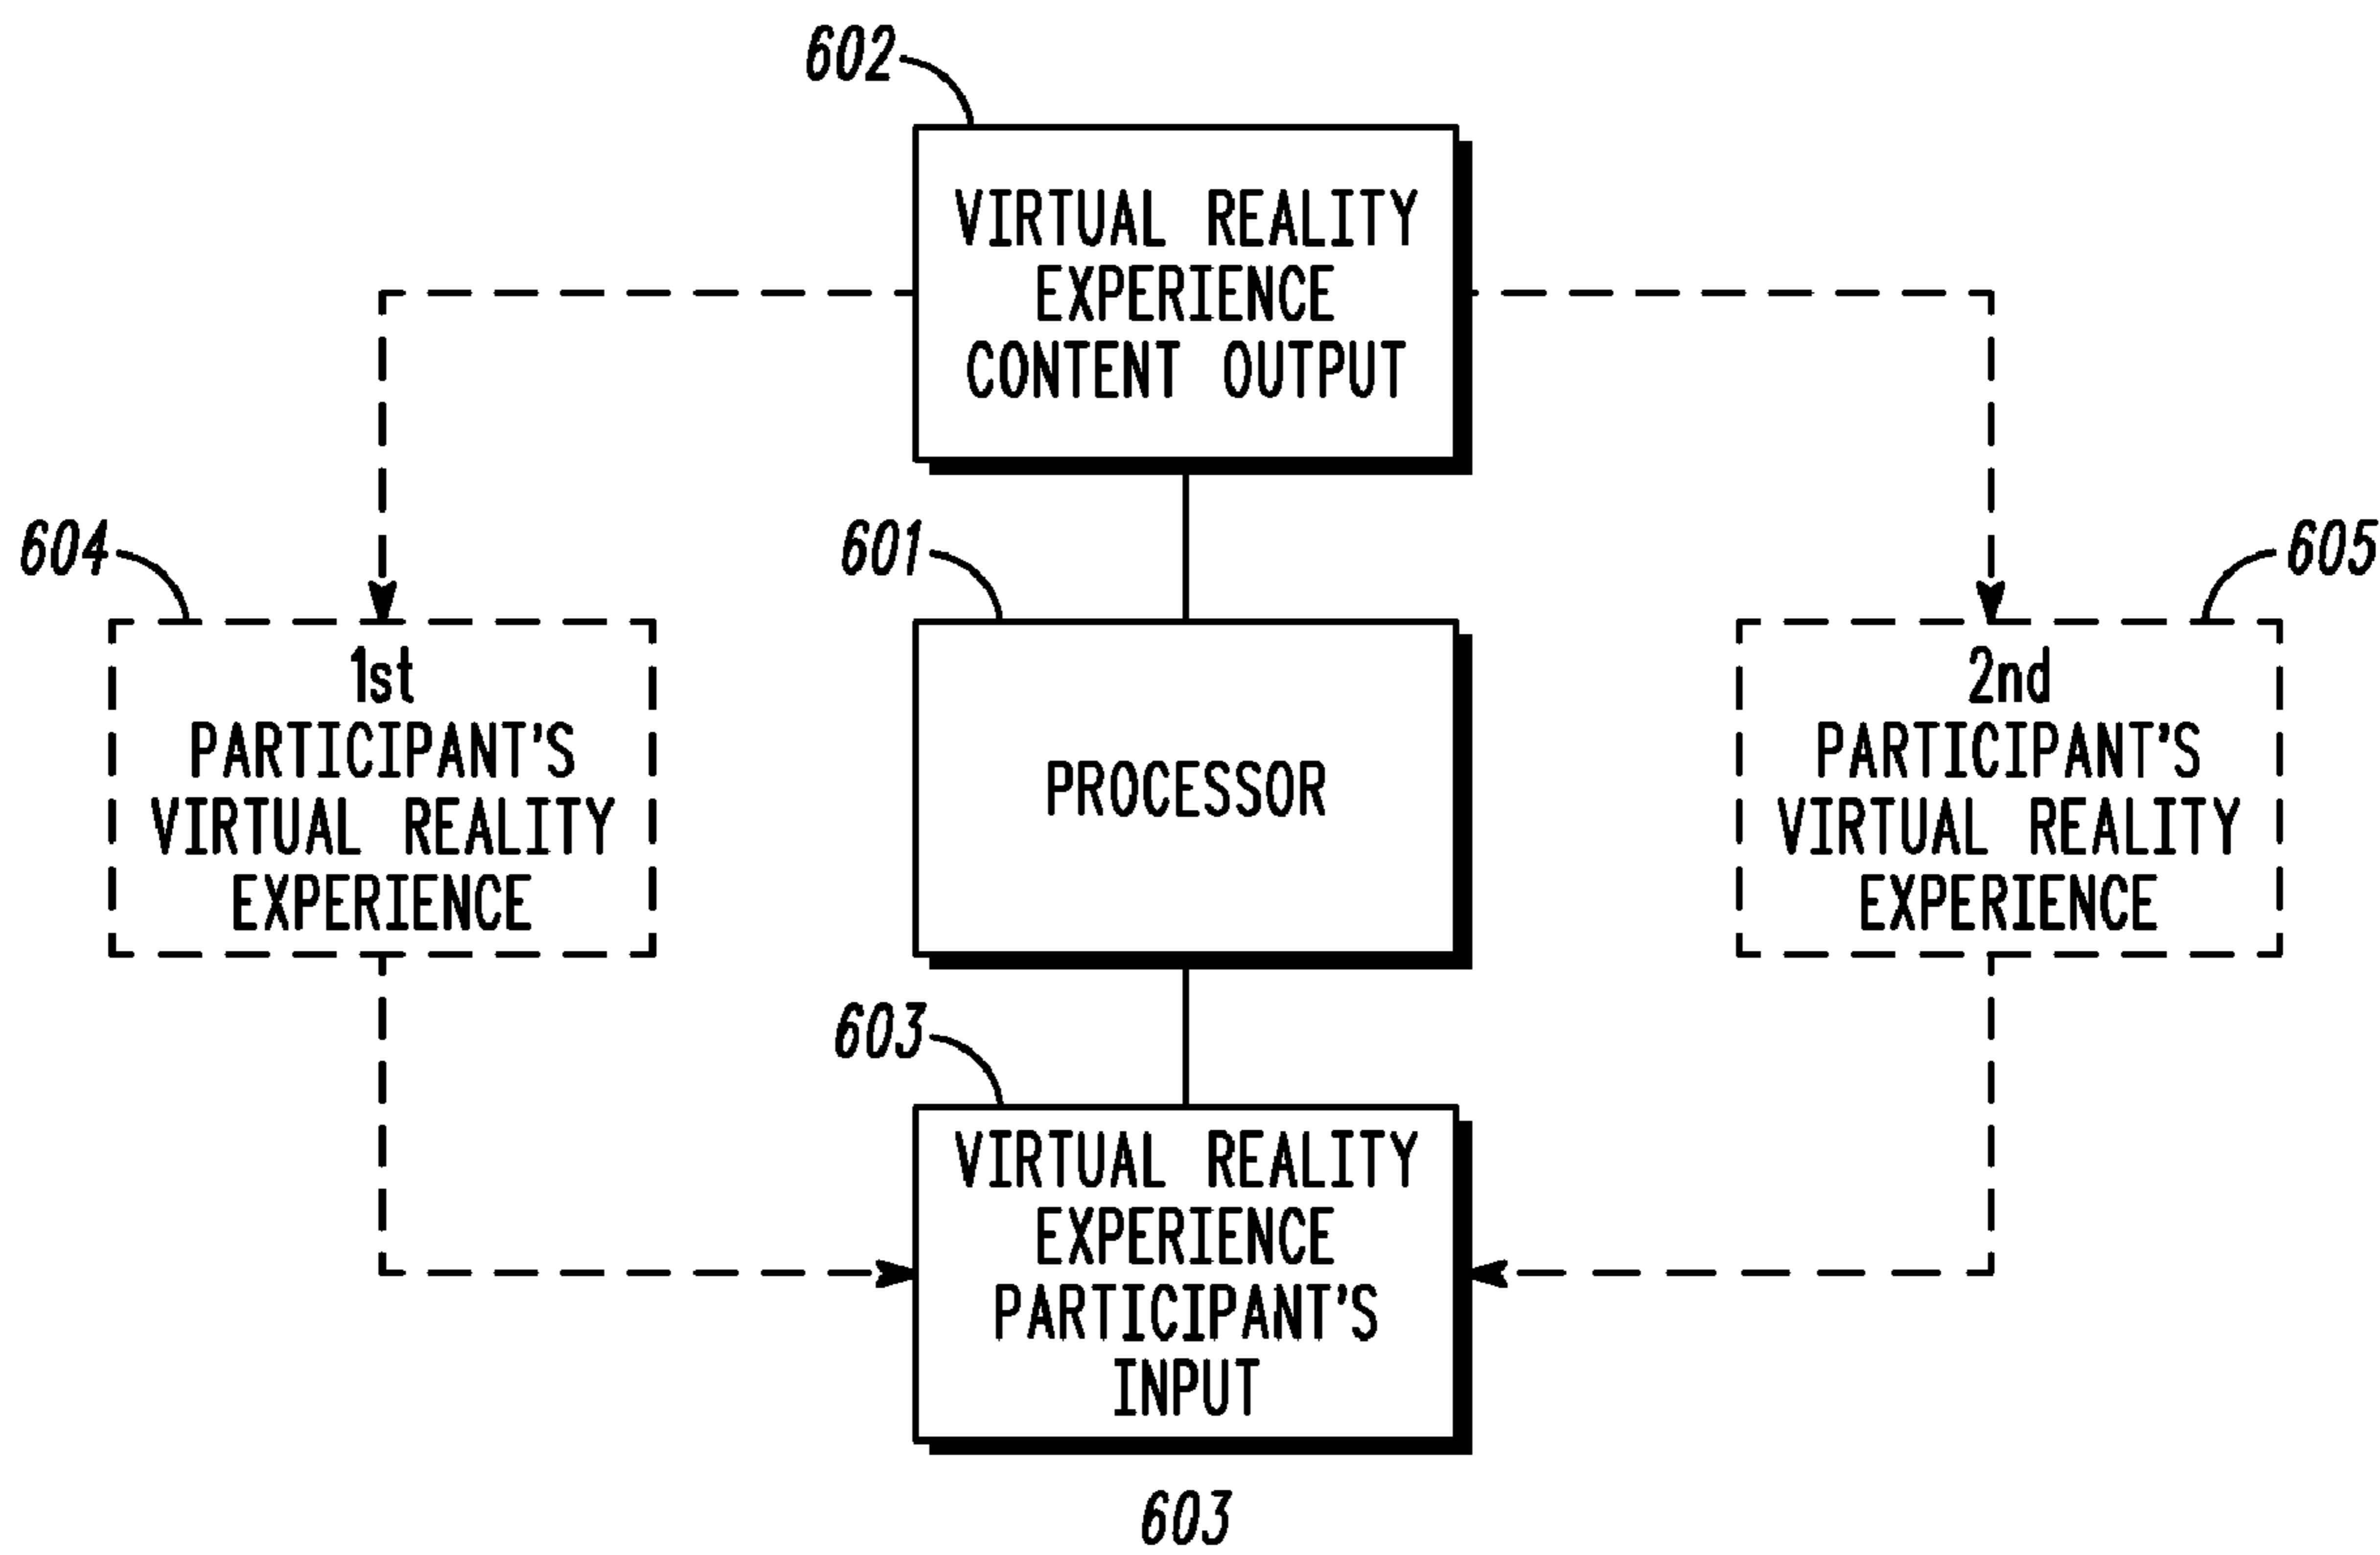 602
VIRTUAL REALITY
EXPERIENCE
CONTENT OUTPUT
604
601
605
1st
PARTICIPANT'S
VIRTUAL REALITY
EXPERIENCE
PROCESSOR
2nd
PARTICIPANT'S
VIRTUAL REALITY
EXPERIENCE
603
VIRTUAL REALITY
EXPERIENCE
PARTICIPANT'S
INPUT
603